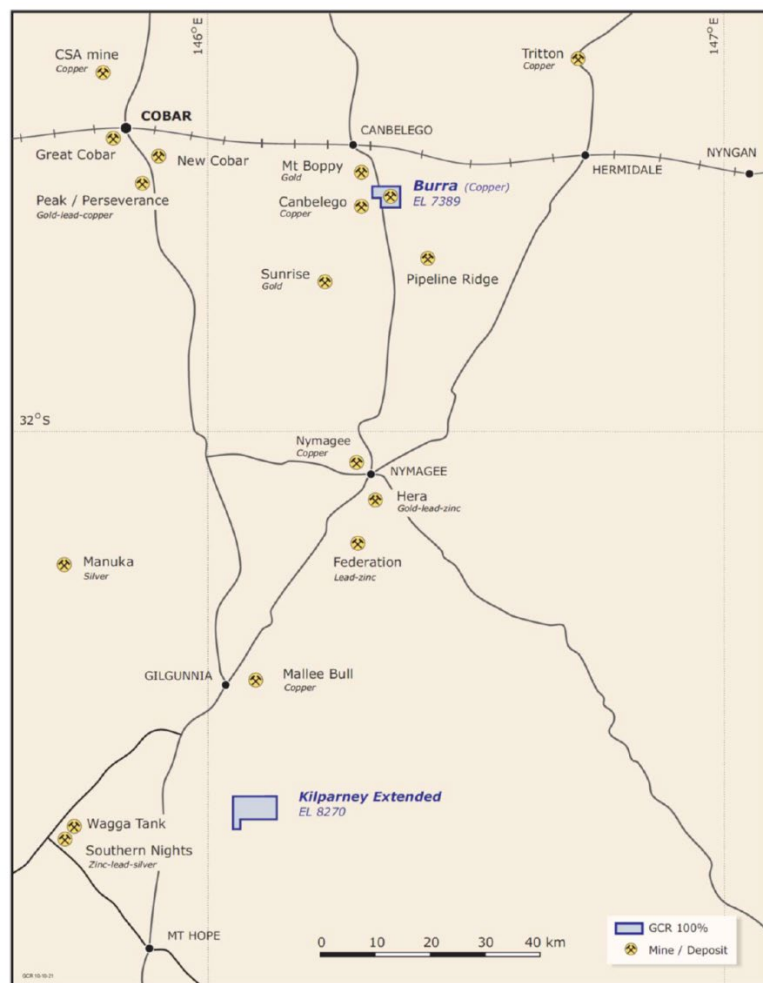 146°
147°
CSA mine
Copper
Tritton
Copper
COBAR
CANBELEGO
Great Cobar
New Cobar
Mt Boppy
Gold
HERMIDALE
NYNGAN
Peak / Perseverance
Gold-lead-copper
Canbelego
Copper
Burra (Copper)
EL 7389
Sunrise
Gold
Pipeline Ridge
32°S
Nymagee
Copper
NYMAGEE
Hera
Gold-lead-zinc
Manuka
Silver
Federation
Lead-zinc
GILGUNNIA
Mallee Bull
Copper
Kilparney Extended
EL 8270
Wagga Tank
Southern Nights
Zinc-lead-silver
MT HOPE
0 10 20 30 40 km
GCR 100%
Mine / Deposit